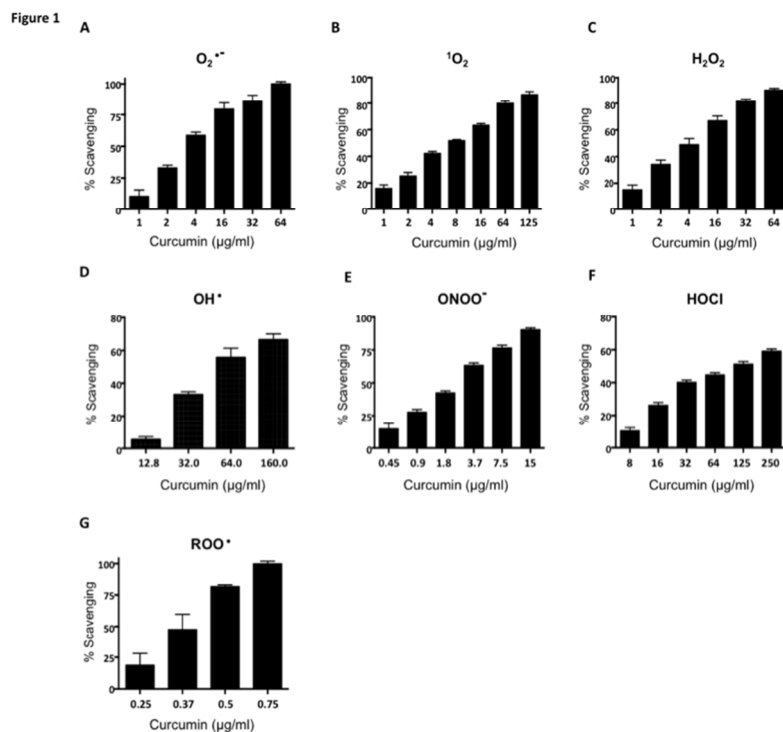 Figure 1
A
O₂•⁻
100
75
50
25
0
% Scavenging
1 2 4 16 32 64
Curcumin (µg/ml)
B
¹O₂
100
80
60
40
20
0
% Scavenging
1 2 4 8 16 64 125
Curcumin (µg/ml)
C
H₂O₂
100
80
60
40
20
0
% Scavenging
1 2 4 16 32 64
Curcumin (µg/ml)
D
OH•
80
60
40
20
0
% Scavenging
12.8 32.0 64.0 160.0
Curcumin (µg/ml)
E
ONOO⁻
100
75
50
25
0
% Scavenging
0.45 0.9 1.8 3.7 7.5 15
Curcumin (µg/ml)
F
HOCl
80
60
40
20
0
% Scavenging
8 16 32 64 125 250
Curcumin (µg/ml)
G
ROO•
100
75
50
25
0
% Scavenging
0.25 0.37 0.5 0.75
Curcumin (µg/ml)